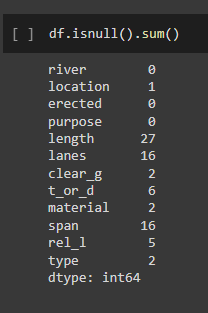 [ ] df.isnull().sum()
river 0
location 1
erected 0
purpose 0
length 27
lanes 16
clear_g 2
t_or_d 6
material 2
span 16
rel_l 5
type 2
dtype: int64